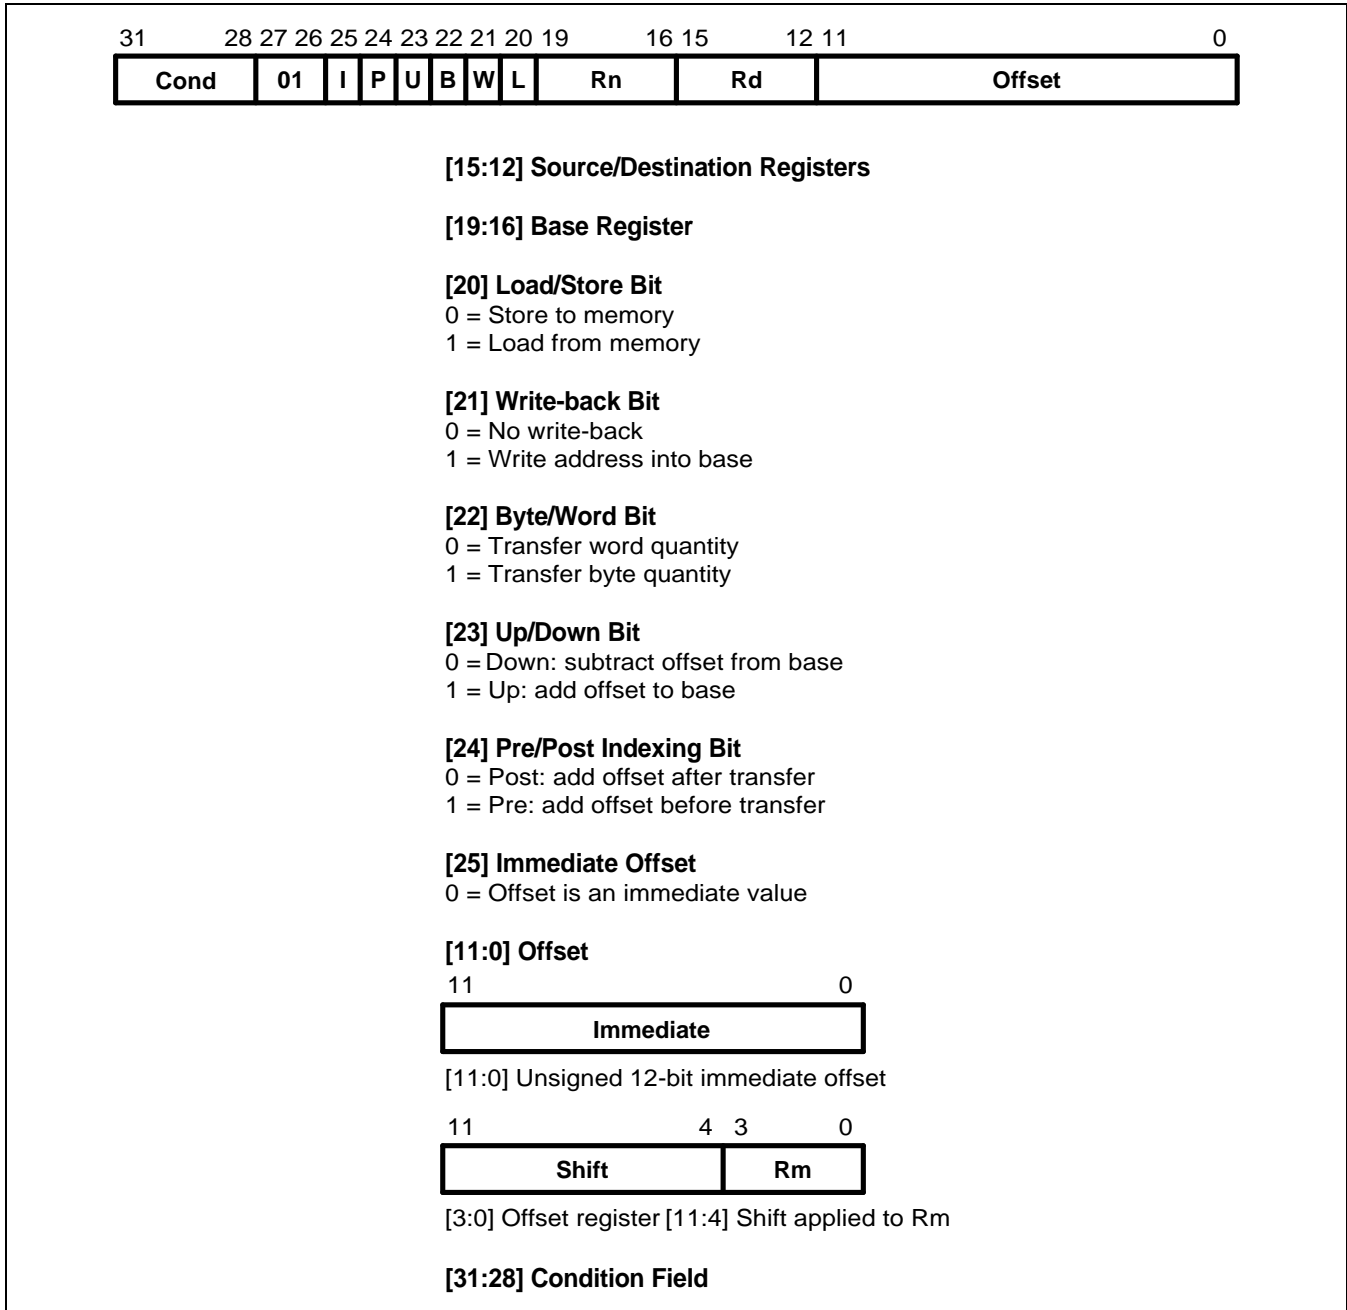 31 28 27 26 25 24 23 22 21 20 19 16 15 12 11 0
Cond 01 I P U B W L Rn Rd Offset
[15:12] Source/Destination Registers
[19:16] Base Register
[20] Load/Store Bit
0 = Store to memory
1 = Load from memory
[21] Write-back Bit
0 = No write-back
1 = Write address into base
[22] Byte/Word Bit
0 = Transfer word quantity
1 = Transfer byte quantity
[23] Up/Down Bit
0 = Down: subtract offset from base
1 = Up: add offset to base
[24] Pre/Post Indexing Bit
0 = Post: add offset after transfer
1 = Pre: add offset before transfer
[25] Immediate Offset
0 = Offset is an immediate value
[11:0] Offset
11 0
Immediate
[11:0] Unsigned 12-bit immediate offset
11 4 3 0
Shift Rm
[3:0] Offset register [11:4] Shift applied to Rm
[31:28] Condition Field